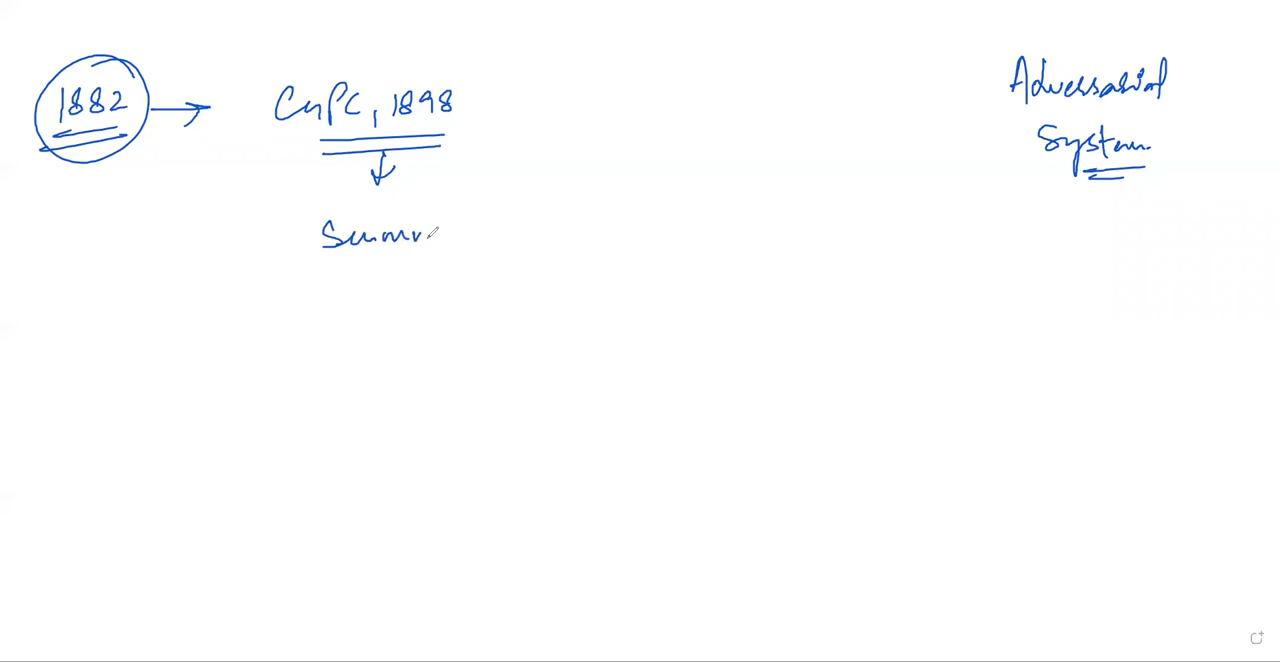 1882 → CrPC, 1898
Adversarial
System
Summ